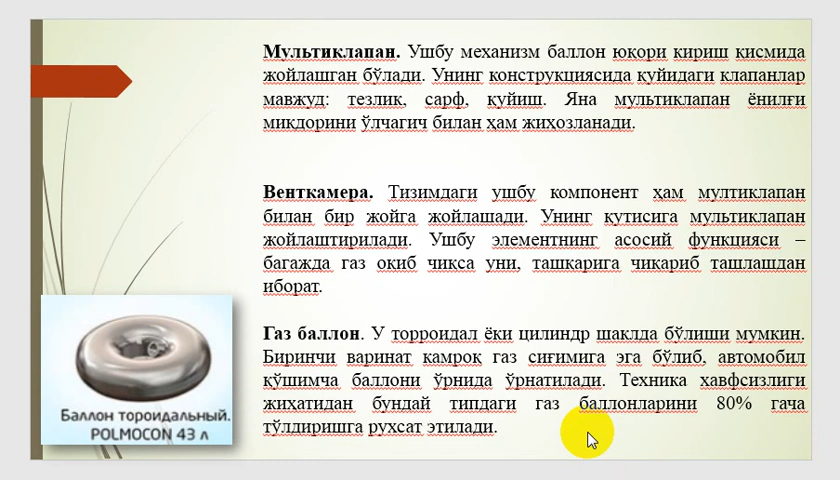 Мультиклапан. Ушбу механизм баллон юқори кириш қисмида
жойлашган бўлади. Унинг конструкциясида қуйидаги клапанлар
мавжуд: тезлик, сарф, қуйиш. Яна мультиклапан ёнилғи
миқдорини ўлчагич билан ҳам жиҳозланади.
Венткамера. Тизимдаги ушбу компонент ҳам мултиклапан
билан бир жойга жойлашади. Унинг қутисига мультиклапан
жойлаштирилади. Ушбу элементнинг асосий функцияси –
багажда газ оқиб чиқса уни, ташқарига чиқариб ташлашдан
иборат.
Газ баллон. У торроидал ёки цилиндр шаклда бўлиши мумкин.
Биринчи варинат камроқ газ сиғимига эга бўлиб, автомобил
қўшимча баллони ўрнида ўрнатилади. Техника хавфсизлиги
жиҳатидан бундай типдаги газ баллонларини 80% гача
тўлдиришга рухсат этилади.
Баллон тороидальный.
POLMOCON 43 л